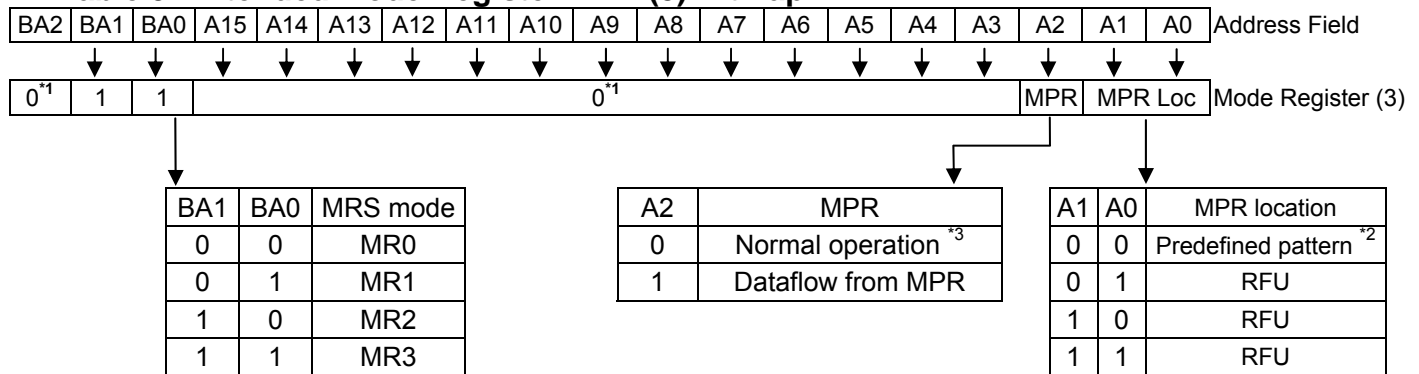 Mode Register
BA2 BA1 BA0 A15 A14 A13 A12 A11 A10 A9 A8 A7 A6 A5 A4 A3 A2 A1 A0 Address Field
0*1 1 1 0*1 MPR MPR Loc Mode Register (3)
BA1 BA0 MRS mode
0 0 MR0
0 1 MR1
1 0 MR2
1 1 MR3
A2 MPR
0 Normal operation *3
1 Dataflow from MPR
A1 A0 MPR location
0 0 Predefined pattern *2
0 1 RFU
1 0 RFU
1 1 RFU